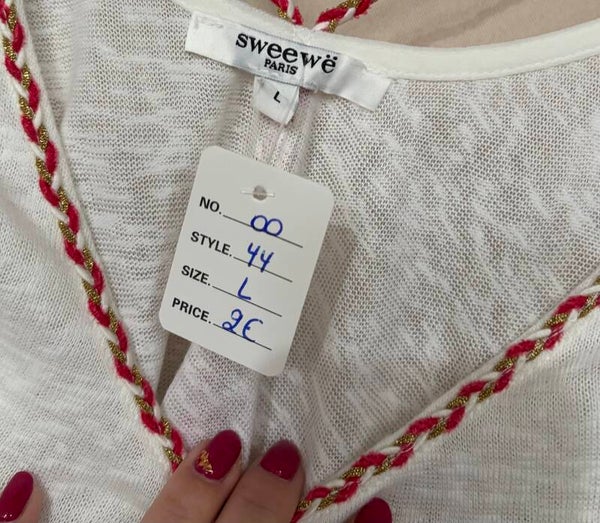 sweewë
PARIS
L
NO. 00
STYLE. 44
SIZE. L
PRICE. 2€